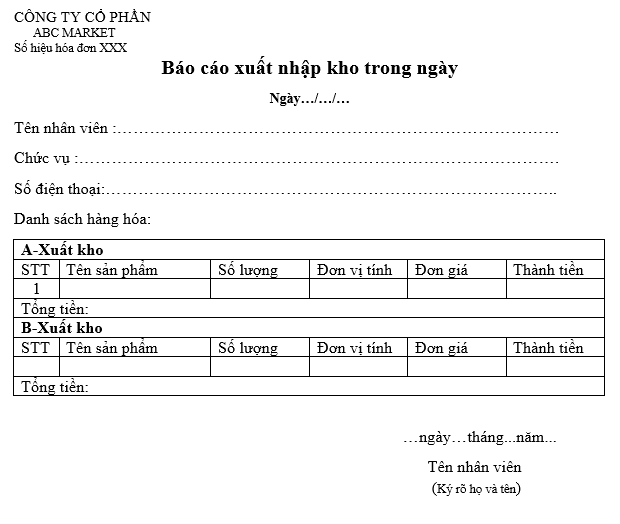 CÔNG TY CỔ PHẦN
ABC MARKET
Số hiệu hóa đơn XXX
Báo cáo xuất nhập kho trong ngày
Ngày…/…/…
Tên nhân viên :……………………………………………………………………
Chức vụ :…………………………………………………………………………
Số điện thoại:……………………………………………………………………..
Danh sách hàng hóa:
A-Xuất kho
STT Tên sản phẩm Số lượng Đơn vị tính Đơn giá Thành tiền
1
Tổng tiền:
B-Xuất kho
STT Tên sản phẩm Số lượng Đơn vị tính Đơn giá Thành tiền
Tổng tiền:
…ngày…tháng...năm...
Tên nhân viên
(Ký rõ họ và tên)